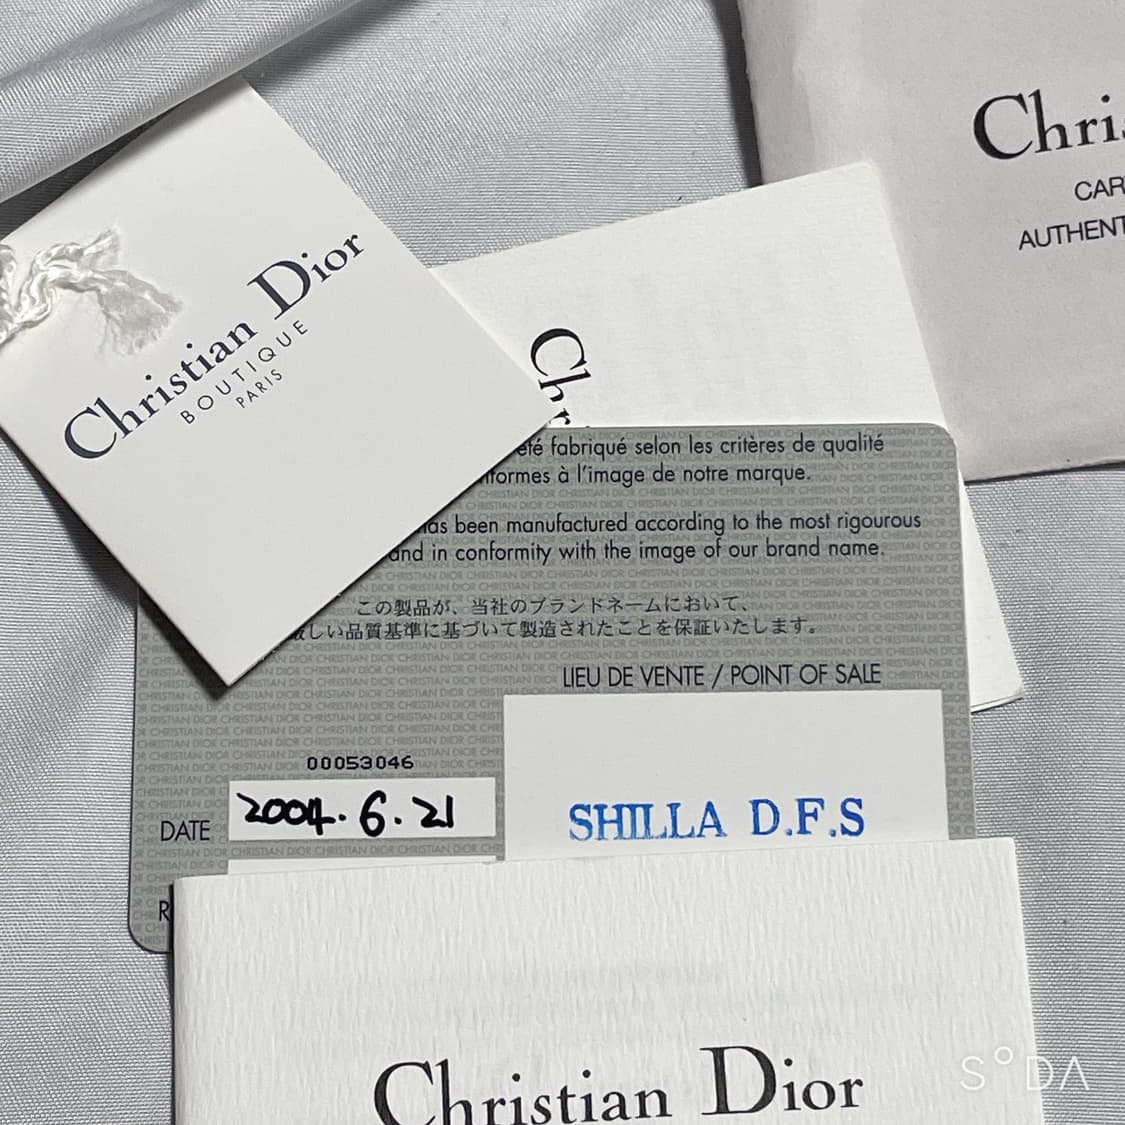 Christian Dior
BOUTIQUE
PARIS
été fabriqué selon les critères de qualité
à l'image de notre marque.
has been manufactured according to the most rigourous
and in conformity with the image of our brand name.
この製品が、当社のブランドネームにおいて、
しい品質基準に基づいて製造されたことを保証いたします。
LIEU DE VENTE / POINT OF SALE
00053046
DATE 2004.6.21
SHILLA D.F.S
R
Christian Dior
Chr
Chris
CAR
AUTHENT
SODA